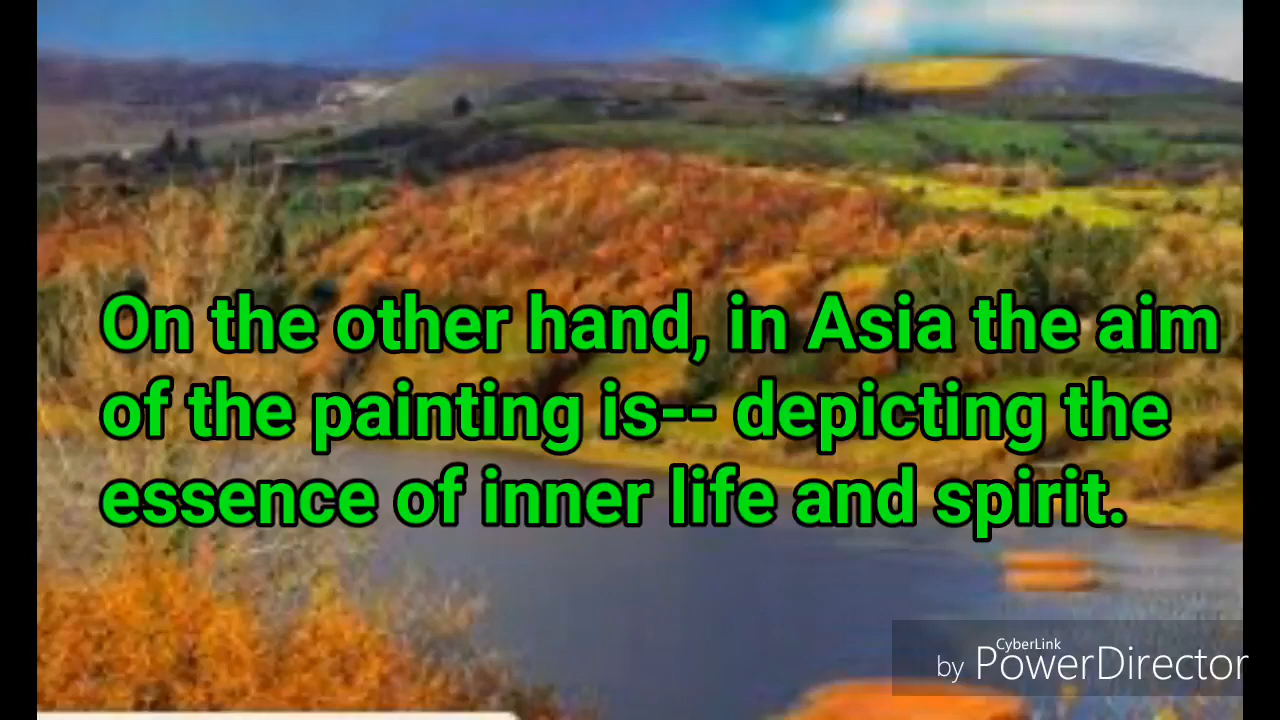 On the other hand, in Asia the aim
of the painting is-- depicting the
essence of inner life and spirit.
CyberLink
by PowerDirector